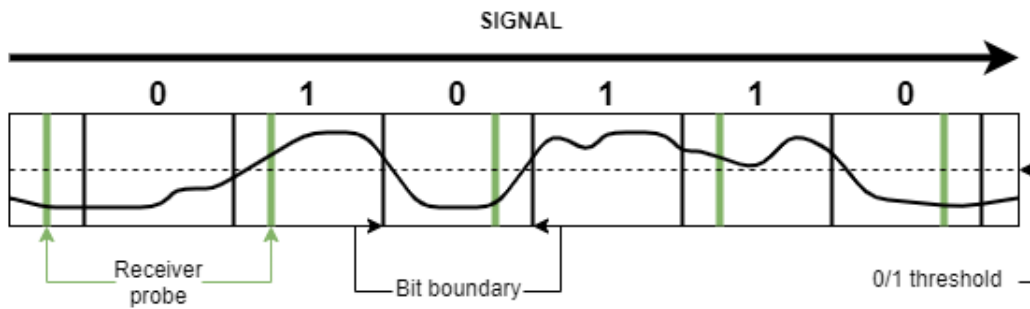 SIGNAL
0 1 0 1 1 0
Receiver
probe
Bit boundary
0/1 threshold